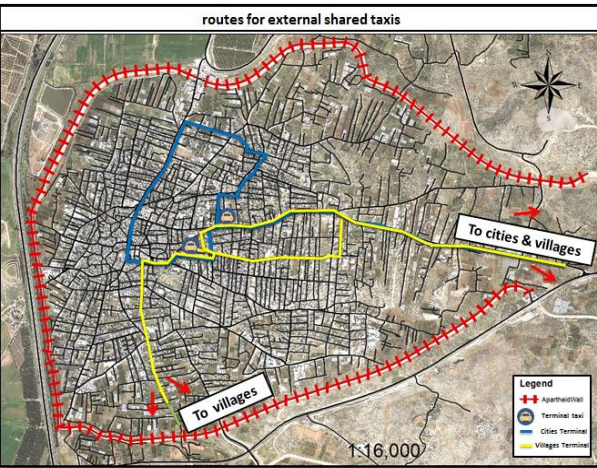 routes for external shared taxis
N
W
E
S
To cities & villages
To villages
1:16,000
Legend
ApartheidWall
Terminal taxi
Cities Terminal
Villages Terminal